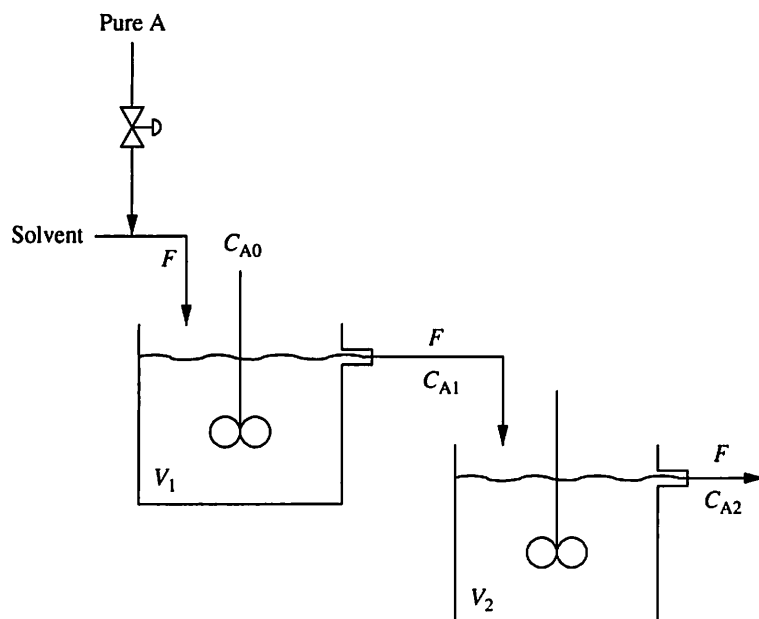 Pure A
Solvent
F
C_A0
F
C_A1
V_1
F
C_A2
V_2